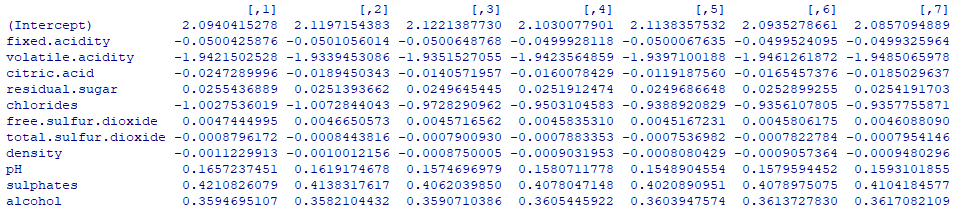 [,1] [,2] [,3] [,4] [,5] [,6] [,7]
(Intercept) 2.0940415278 2.1197154383 2.1221387730 2.1030077901 2.1138357532 2.0935278661 2.0857094889
fixed.acidity -0.0500425876 -0.0501056014 -0.0500648768 -0.0499928118 -0.0500067635 -0.0499524095 -0.0499325964
volatile.acidity -1.9421502528 -1.9339453086 -1.9351527055 -1.9423564859 -1.9397100188 -1.9461261872 -1.9485065978
citric.acid -0.0247289996 -0.0189450343 -0.0140571957 -0.0160078429 -0.0119187560 -0.0165457376 -0.0185029637
residual.sugar 0.0255436889 0.0251393662 0.0249645445 0.0251912474 0.0249686648 0.0252899255 0.0254191703
chlorides -1.0027536019 -1.0072844043 -0.9728290962 -0.9503104583 -0.9388920829 -0.9356107805 -0.9357755871
free.sulfur.dioxide 0.0047444995 0.0046650573 0.0045716562 0.0045835310 0.0045167231 0.0045806175 0.0046088090
total.sulfur.dioxide -0.0008796172 -0.0008443816 -0.0007900930 -0.0007883353 -0.0007536982 -0.0007822784 -0.0007954146
density -0.0011229913 -0.0010012156 -0.0008750005 -0.0009031953 -0.0008080429 -0.0009057364 -0.0009480296
pH 0.1657237451 0.1619174678 0.1574696979 0.1580711778 0.1548904554 0.1579594452 0.1593101855
sulphates 0.4210826079 0.4138317617 0.4062039850 0.4078047148 0.4020890951 0.4078975075 0.4104184577
alcohol 0.3594695107 0.3582104432 0.3590710386 0.3605445922 0.3603947574 0.3613727830 0.3617082109